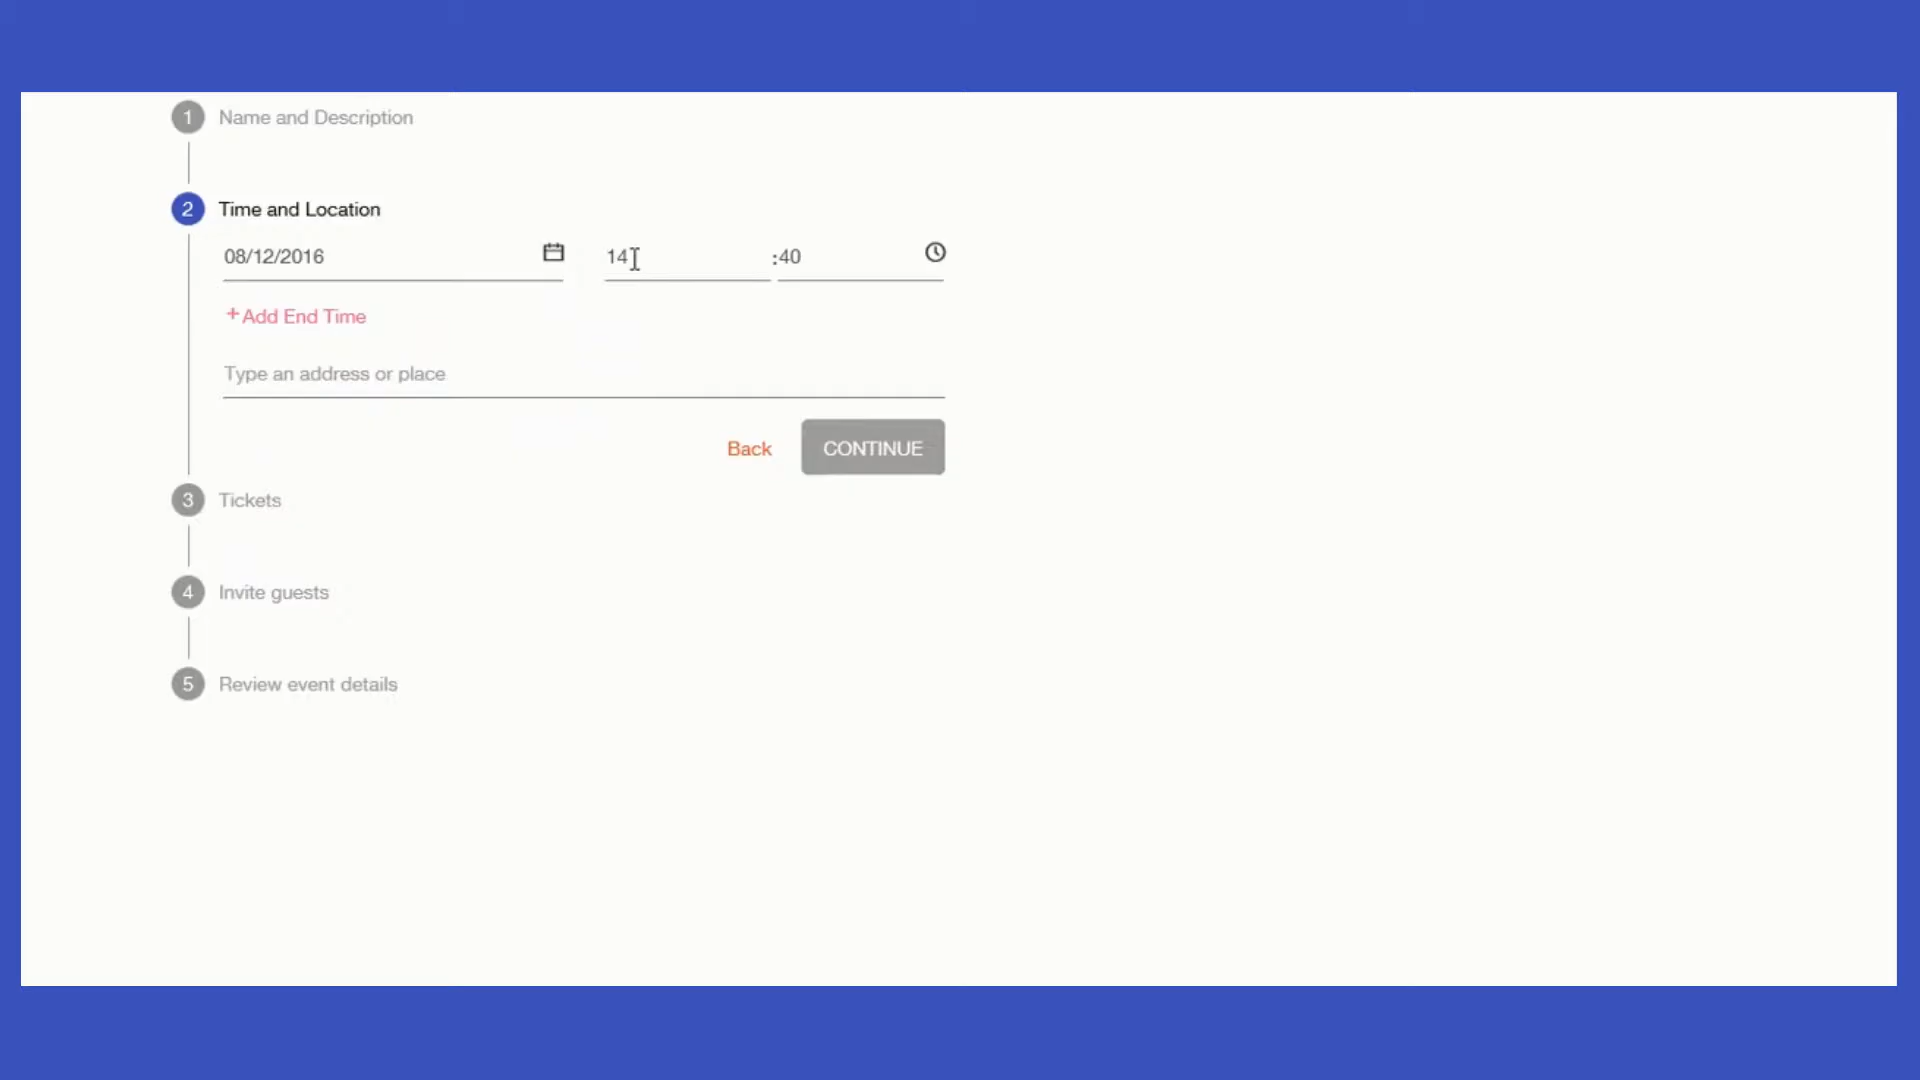 1 Name and Description
2 Time and Location
08/12/2016 14 :40
+Add End Time
Type an address or place
Back CONTINUE
3 Tickets
4 Invite guests
5 Review event details